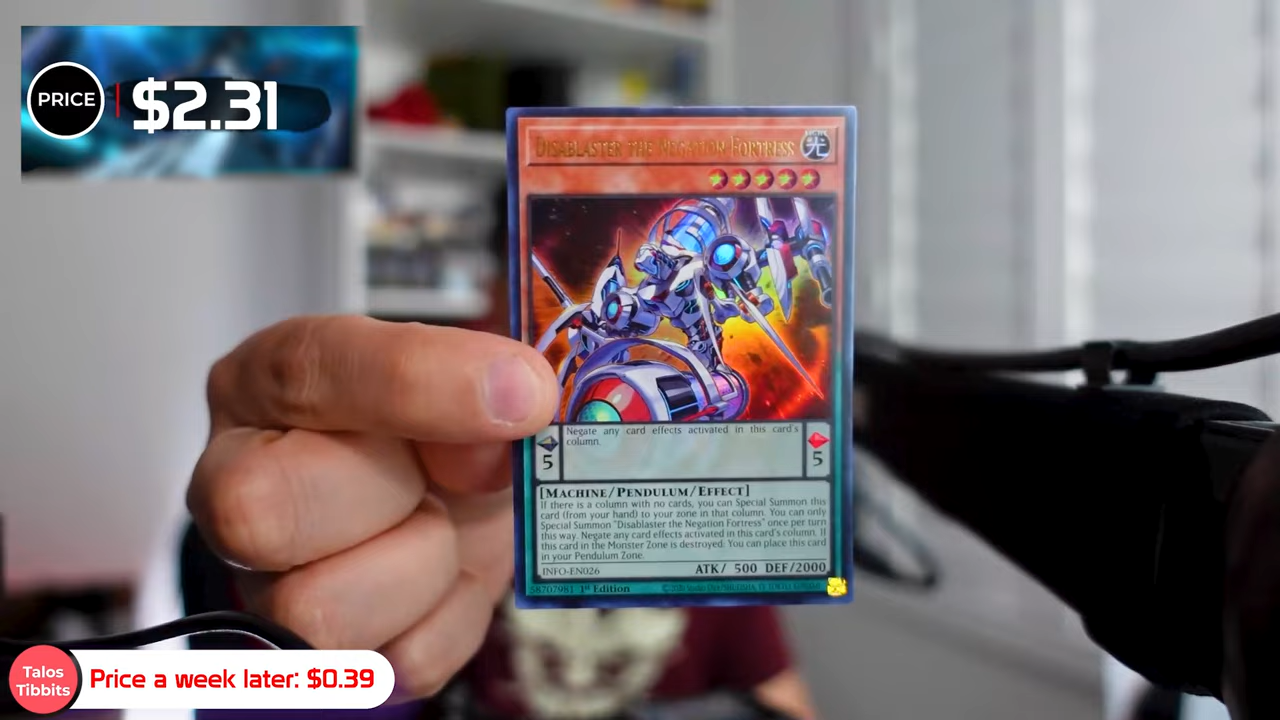 PRICE
$2.31
DISABLASTER THE NEGATION FORTRESS
光
Negate any card effects activated in this card's
column.
5
5
[MACHINE/PENDULUM/EFFECT]
If there is a column with no cards, you can Special Summon this
card (from your hand) to your zone in that column. You can only
Special Summon "Disablaster the Negation Fortress" once per turn
this way. Negate any card effects activated in this card's column. If
this card in the Monster Zone is destroyed: You can place this card
in your Pendulum Zone.
INFO-EN026
ATK/ 500 DEF/2000
58707981 1st Edition
Talos
Tibbits
Price a week later: $0.39